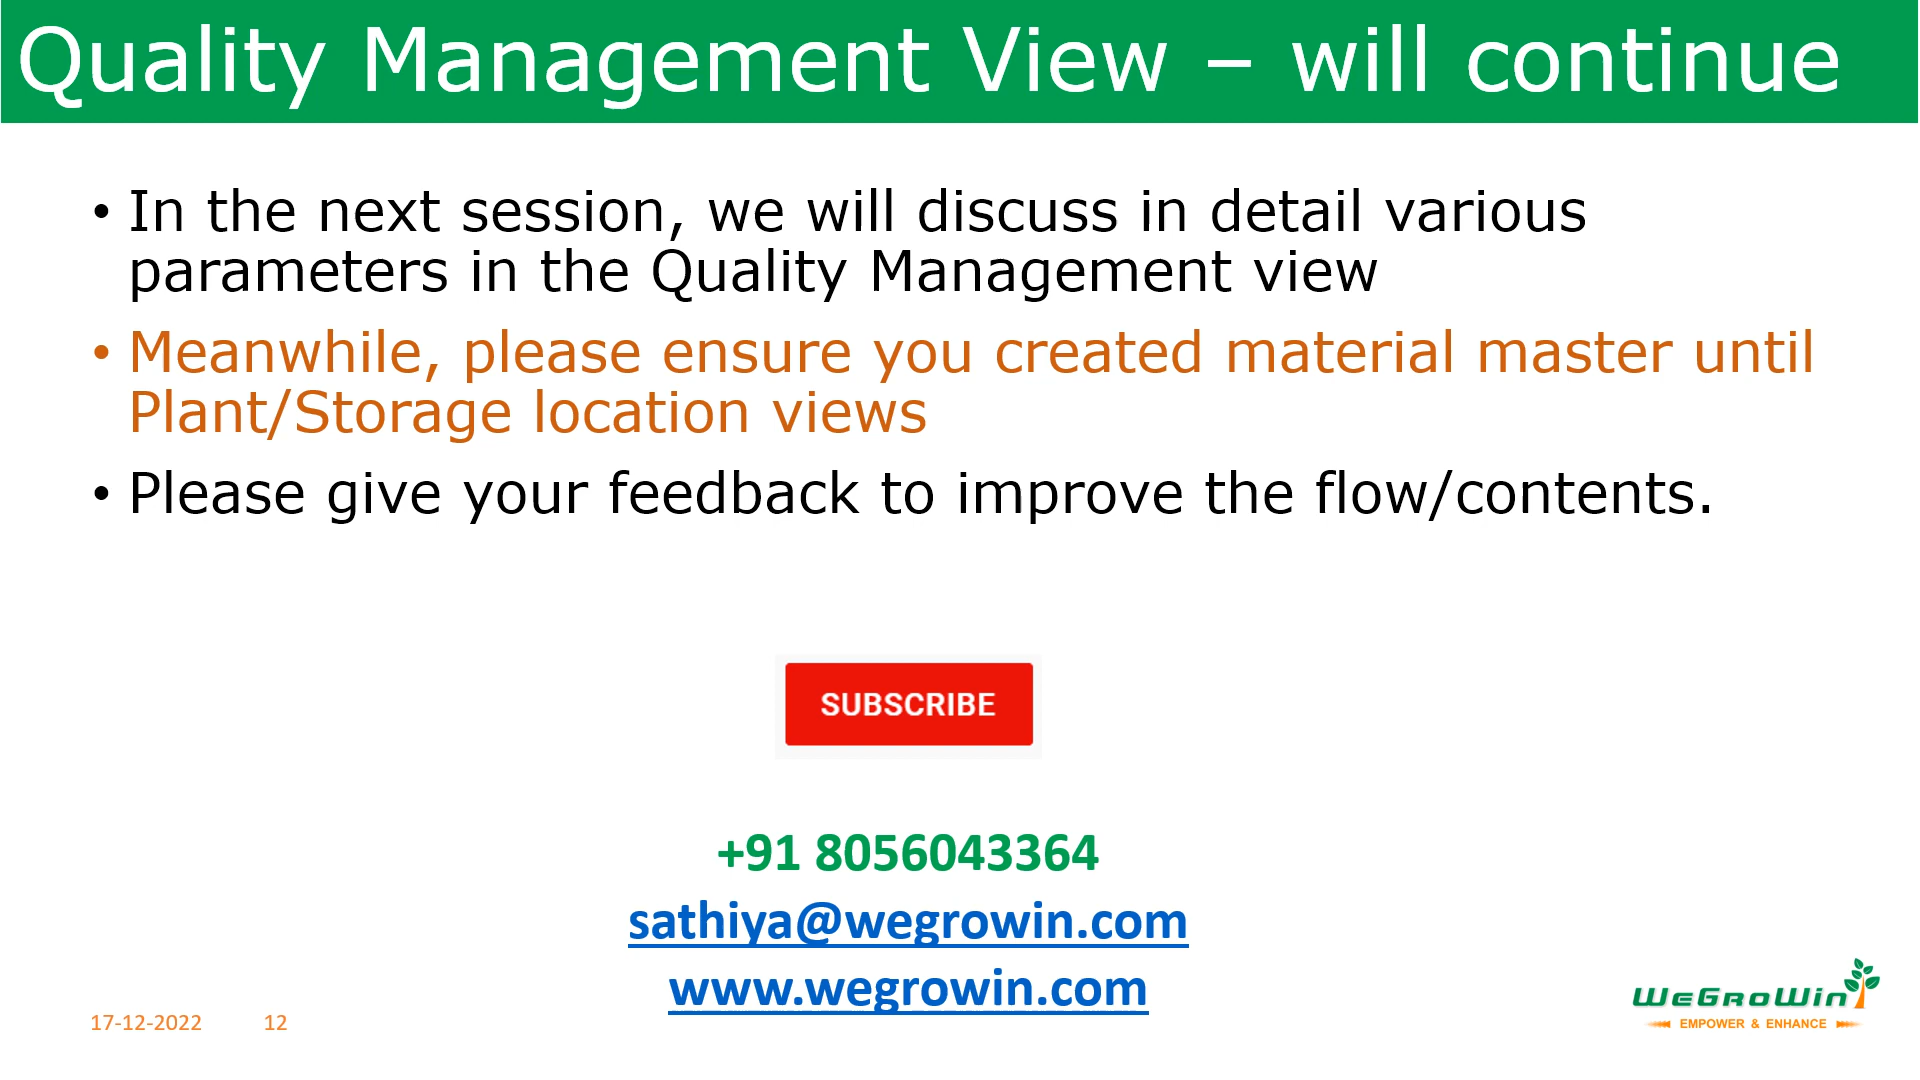 Quality Management View – will continue
• In the next session, we will discuss in detail various
parameters in the Quality Management view
• Meanwhile, please ensure you created material master until
Plant/Storage location views
• Please give your feedback to improve the flow/contents.
SUBSCRIBE
+91 8056043364
sathiya@wegrowin.com
www.wegrowin.com
17-12-2022 12
WeGroWin
EMPOWER & ENHANCE